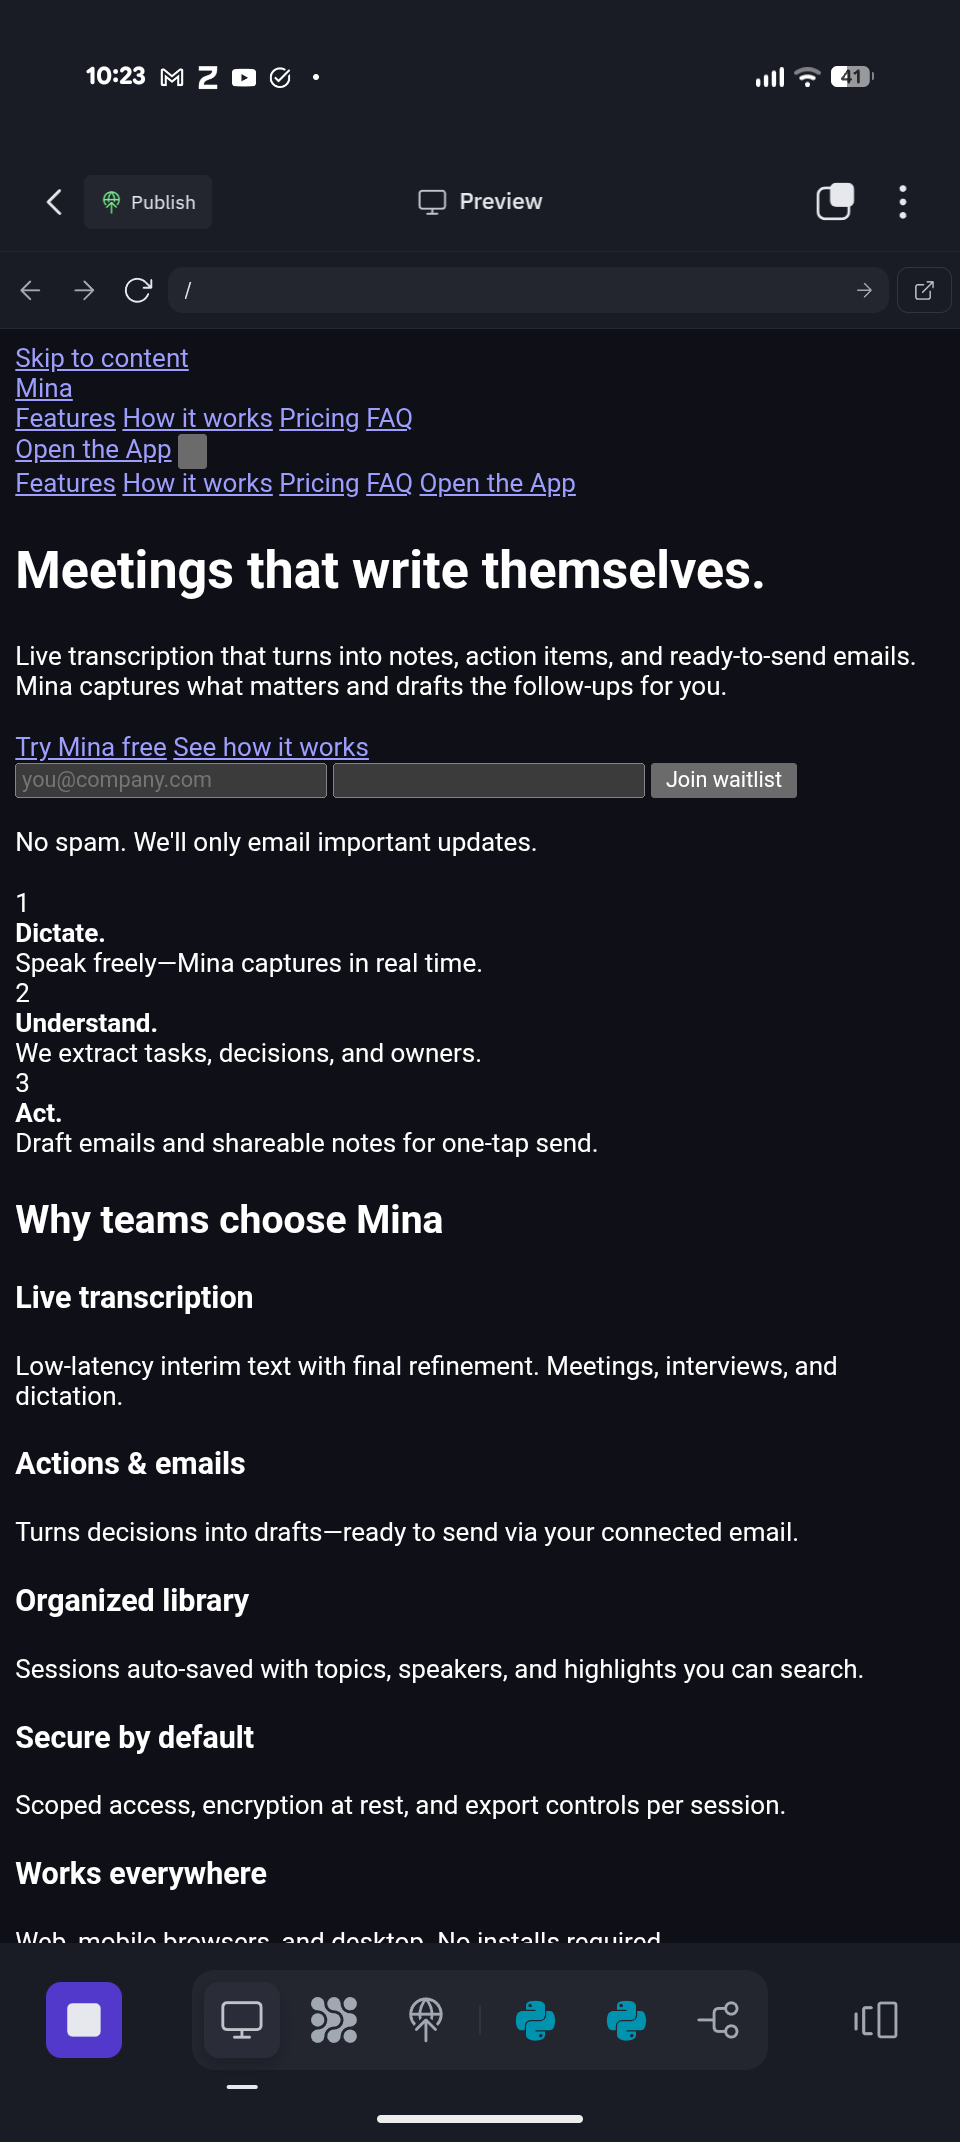 10:23
41
Publish
Preview
/
Skip to content
Mina
Features How it works Pricing FAQ
Open the App
Features How it works Pricing FAQ Open the App
Meetings that write themselves.
Live transcription that turns into notes, action items, and ready-to-send emails.
Mina captures what matters and drafts the follow-ups for you.
Try Mina free See how it works
you@company.com
Join waitlist
No spam. We'll only email important updates.
1
Dictate.
Speak freely—Mina captures in real time.
2
Understand.
We extract tasks, decisions, and owners.
3
Act.
Draft emails and shareable notes for one-tap send.
Why teams choose Mina
Live transcription
Low-latency interim text with final refinement. Meetings, interviews, and
dictation.
Actions & emails
Turns decisions into drafts—ready to send via your connected email.
Organized library
Sessions auto-saved with topics, speakers, and highlights you can search.
Secure by default
Scoped access, encryption at rest, and export controls per session.
Works everywhere
Web, mobile browsers, and desktop. No installs required.